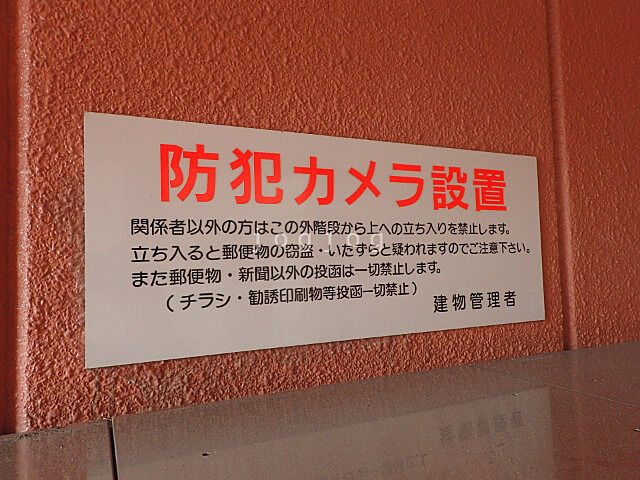 防犯カメラ設置
関係者以外の方はこの外階段から上への立ち入りを禁止します。
立ち入ると郵便物の窃盗・いたずらと疑われますのでご注意下さい。
また郵便物・新聞以外の投函は一切禁止します。
(チラシ・勧誘印刷物等投函一切禁止)
建物管理者